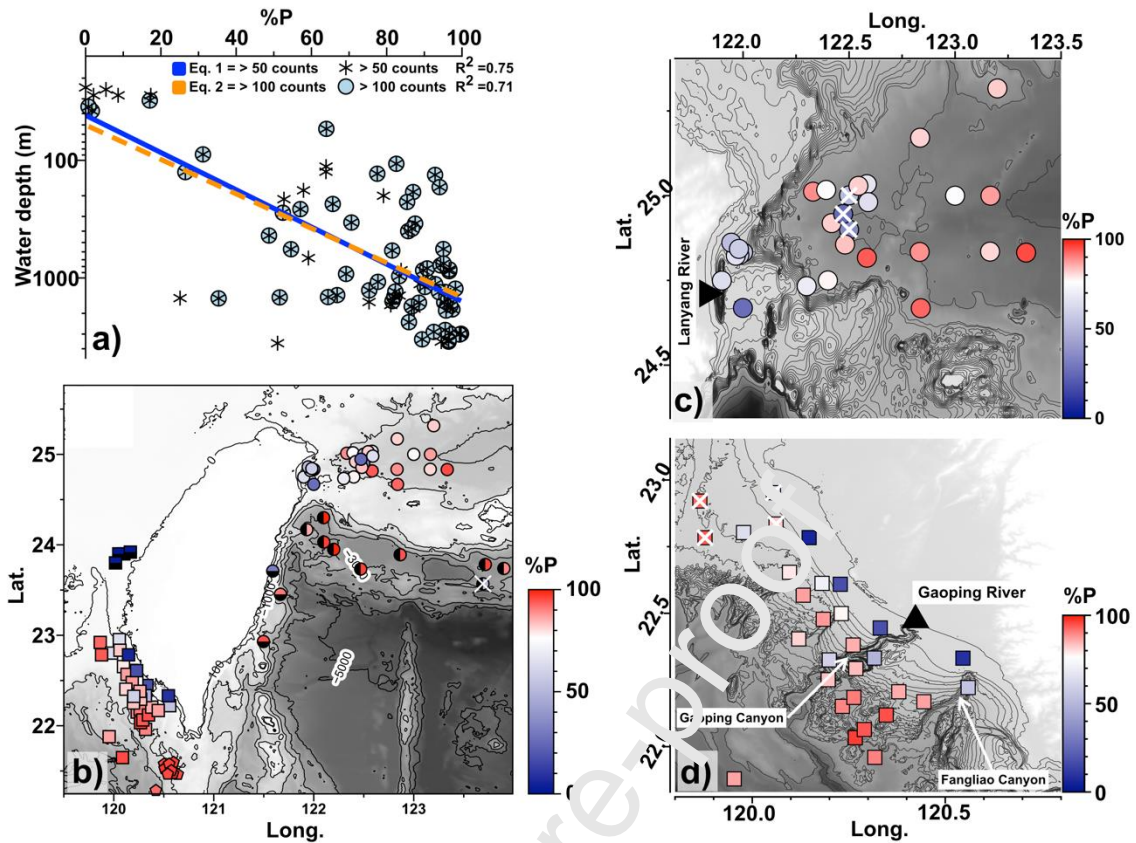 %P
0 20 40 60 80 100
Eq. 1 = > 50 counts > 50 counts R2 =0.75
Eq. 2 = > 100 counts > 100 counts R2 =0.71
Water depth (m)
100
1000
a)
Long.
122.0 122.5 123.0 123.5
Lat.
25.0
24.5
Lanyang River
c)
%P
100
50
0
25
24
23
22
Lat.
120 121 122 123
Long.
-5000
b)
%P
100
50
0
23.0
22.5
Lat.
120.0 120.5
Long.
Gaoping River
Gaoping Canyon
Fangliao Canyon
d)
%P
100
50
0
re-proof